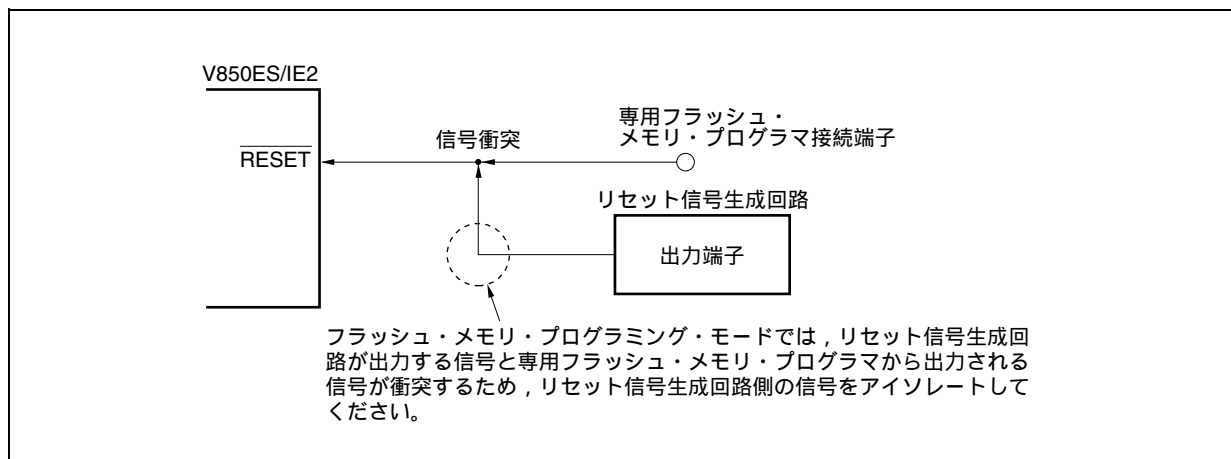 V850ES/IE2
信号衝突
専用フラッシュ・
メモリ・プログラマ接続端子
RESET
リセット信号生成回路
出力端子
フラッシュ・メモリ・プログラミング・モードでは，リセット信号生成回
路が出力する信号と専用フラッシュ・メモリ・プログラマから出力される
信号が衝突するため，リセット信号生成回路側の信号をアイソレートして
ください。